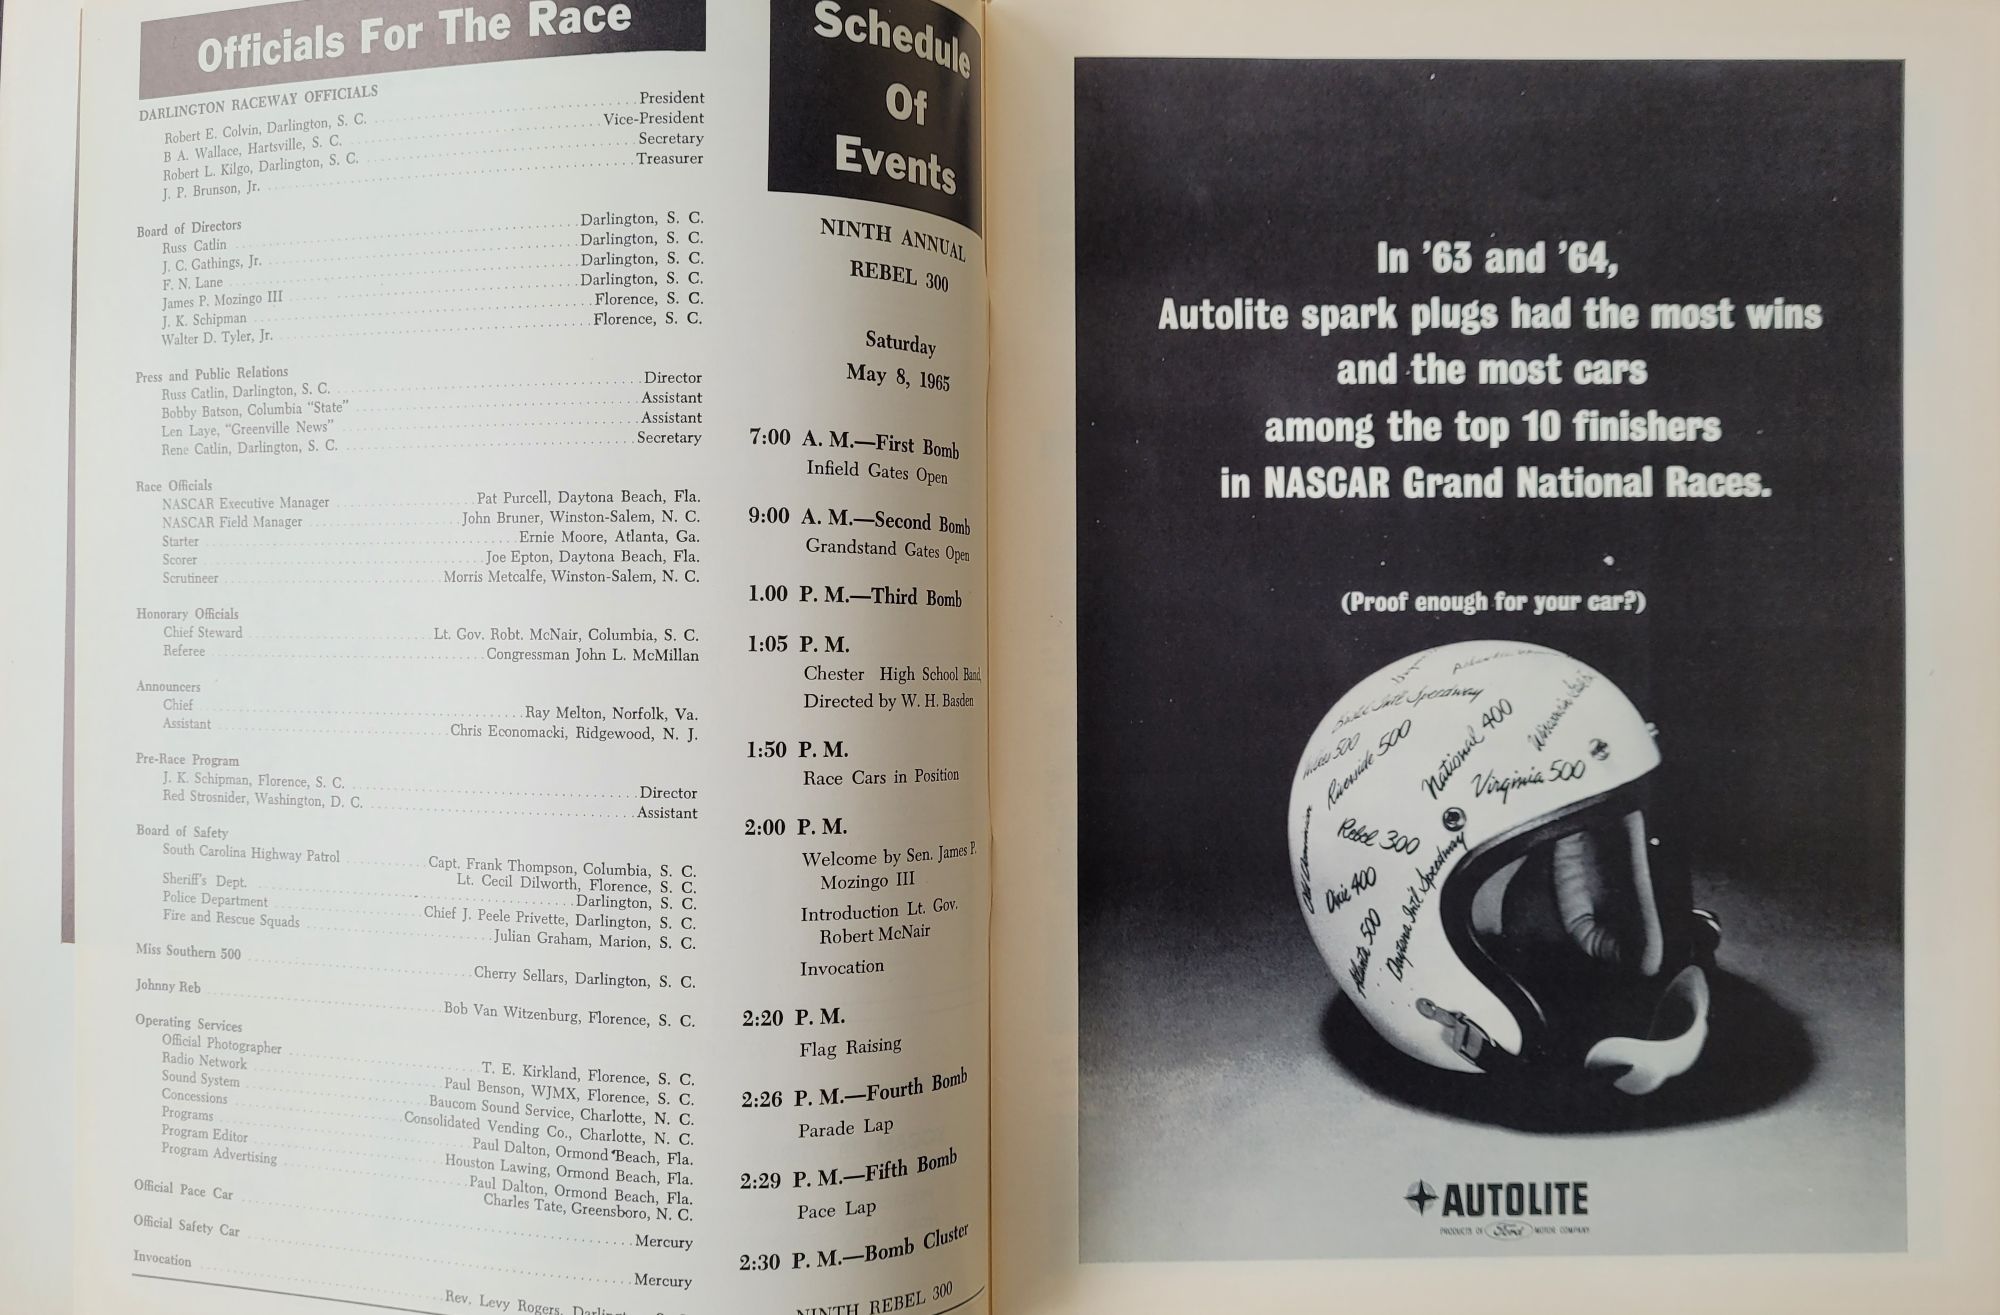 Officials For The Race
DARLINGTON RACEWAY OFFICIALS
Robert E. Colvin, Darlington, S. C. President
B A. Wallace, Hartsville, S. C. Vice-President
Robert L. Kilgo, Darlington, S. C. Secretary
J. P. Brunson, Jr. Treasurer
Board of Directors
Russ Catlin Darlington, S. C.
J. C. Gathings, Jr. Darlington, S. C.
F. N. Lane Darlington, S. C.
James P. Mozingo III Darlington, S. C.
J. K. Schipman Florence, S. C.
Walter D. Tyler, Jr. Florence, S. C.
Press and Public Relations
Russ Catlin, Darlington, S. C. Director
Bobby Batson, Columbia "State" Assistant
Len Laye, "Greenville News" Assistant
Rene Catlin, Darlington, S. C. Secretary
Race Officials
NASCAR Executive Manager Pat Purcell, Daytona Beach, Fla.
NASCAR Field Manager John Bruner, Winston-Salem, N. C.
Starter Ernie Moore, Atlanta, Ga.
Scorer Joe Epton, Daytona Beach, Fla.
Scrutineer Morris Metcalfe, Winston-Salem, N. C.
Honorary Officials
Chief Steward Lt. Gov. Robt. McNair, Columbia, S. C.
Referee Congressman John L. McMillan
Announcers
Chief Ray Melton, Norfolk, Va.
Assistant Chris Economacki, Ridgewood, N. J.
Pre-Race Program
J. K. Schipman, Florence, S. C. Director
Red Strosnider, Washington, D. C. Assistant
Board of Safety
South Carolina Highway Patrol Capt. Frank Thompson, Columbia, S. C.
Lt. Cecil Dilworth, Florence, S. C.
Sheriff's Dept. Darlington, S. C.
Police Department Chief J. Peele Privette, Darlington, S. C.
Fire and Rescue Squads Julian Graham, Marion, S. C.
Miss Southern 500 Cherry Sellars, Darlington, S. C.
Johnny Reb Bob Van Witzenburg, Florence, S. C.
Operating Services
Official Photographer T. E. Kirkland, Florence, S. C.
Radio Network Paul Benson, WJMX, Florence, S. C.
Sound System Baucom Sound Service, Charlotte, N. C.
Concessions Consolidated Vending Co., Charlotte, N. C.
Programs Paul Dalton, Ormond Beach, Fla.
Program Editor Houston Lawing, Ormond Beach, Fla.
Program Advertising Paul Dalton, Ormond Beach, Fla.
Charles Tate, Greensboro, N. C.
Official Pace Car Mercury
Official Safety Car Mercury
Invocation Rev. Levy Rogers,
Schedule
Of
Events
NINTH ANNUAL
REBEL 300
Saturday
May 8, 1965
7:00 A. M.—First Bomb
Infield Gates Open
9:00 A. M.—Second Bomb
Grandstand Gates Open
1.00 P. M.—Third Bomb
1:05 P. M.
Chester High School Band,
Directed by W. H. Basden
1:50 P. M.
Race Cars in Position
2:00 P. M.
Welcome by Sen. James P.
Mozingo III
Introduction Lt. Gov.
Robert McNair
Invocation
2:20 P. M.
Flag Raising
2:26 P. M.—Fourth Bomb
Parade Lap
2:29 P. M.—Fifth Bomb
Pace Lap
2:30 P. M.—Bomb Cluster
NINTH REBEL 300
In '63 and '64,
Autolite spark plugs had the most wins
and the most cars
among the top 10 finishers
in NASCAR Grand National Races.
(Proof enough for your car?)
Speedway
500
Riverside 500
National 400
Virginia 500
Rebel 300
Dixie 400
Atlanta 500
Daytona Int'l Speedway
AUTOLITE
PRODUCTS OF Ford MOTOR COMPANY